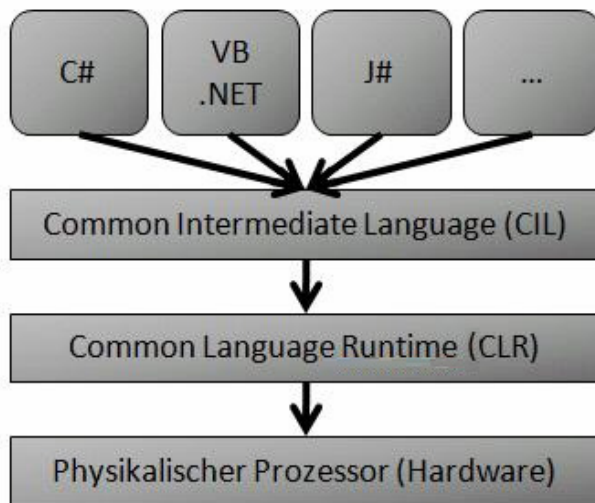 C#
VB
.NET
J#
...
Common Intermediate Language (CIL)
Common Language Runtime (CLR)
Physikalischer Prozessor (Hardware)